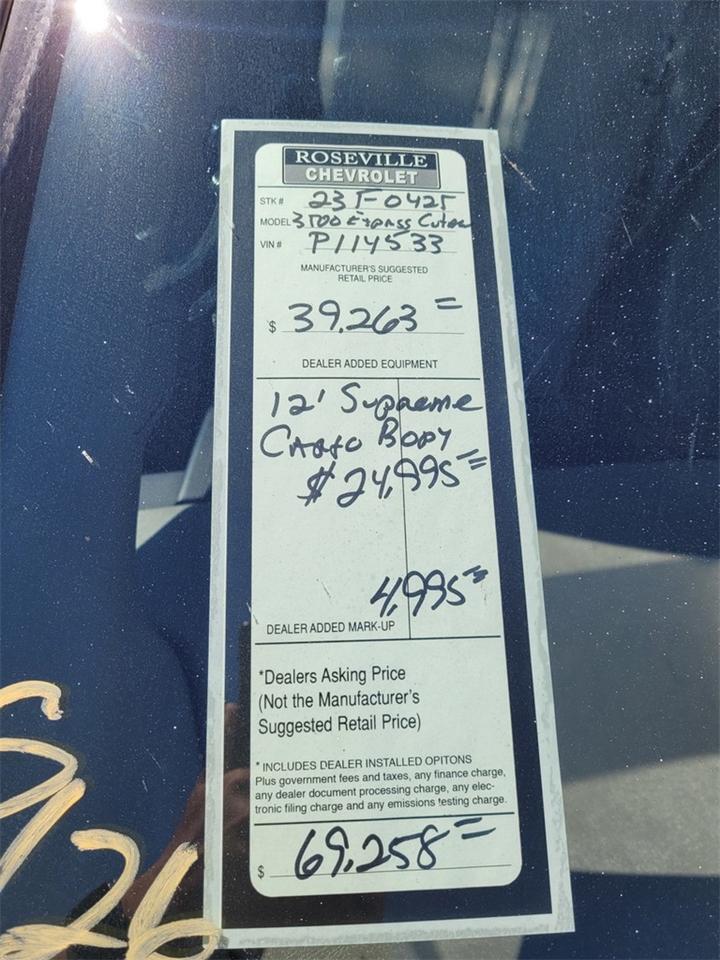 ROSEVILLE
CHEVROLET
STK # 23T-0425
MODEL 3500 Express Cutaw
VIN # P114533
MANUFACTURER'S SUGGESTED
RETAIL PRICE
$ 39,263=
DEALER ADDED EQUIPMENT
12' Supreme
Cargo Body
$24,995=
4,995=
DEALER ADDED MARK-UP
*Dealers Asking Price
(Not the Manufacturer's
Suggested Retail Price)
* INCLUDES DEALER INSTALLED OPITONS
Plus government fees and taxes, any finance charge,
any dealer document processing charge, any elec-
tronic filing charge and any emissions testing charge.
$ 69,258=
26